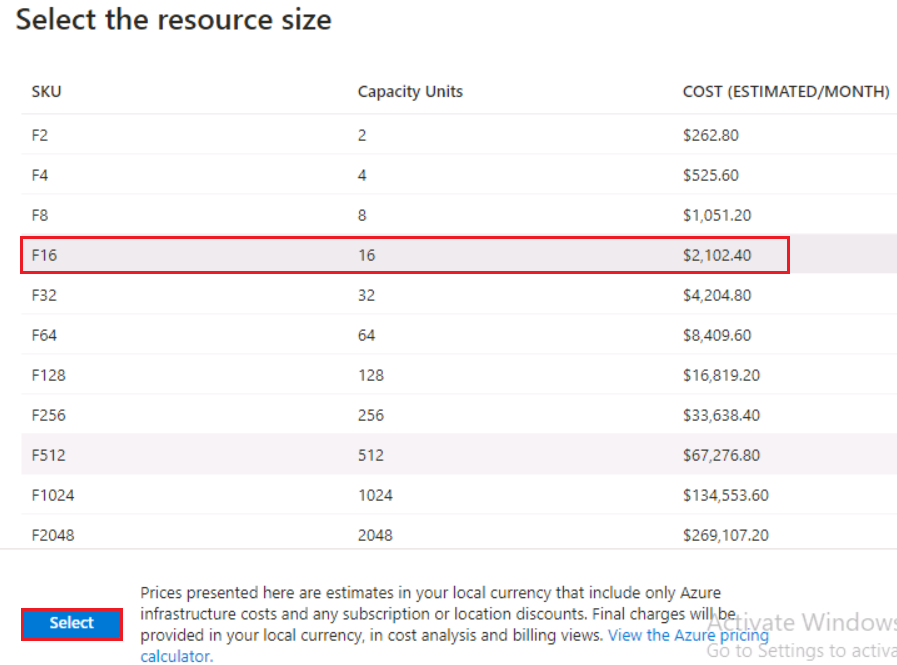 Select the resource size
SKU Capacity Units COST (ESTIMATED/MONTH)
F2 2 $262.80
F4 4 $525.60
F8 8 $1,051.20
F16 16 $2,102.40
F32 32 $4,204.80
F64 64 $8,409.60
F128 128 $16,819.20
F256 256 $33,638.40
F512 512 $67,276.80
F1024 1024 $134,553.60
F2048 2048 $269,107.20
Select
Prices presented here are estimates in your local currency that include only Azure
infrastructure costs and any subscription or location discounts. Final charges will be
provided in your local currency, in cost analysis and billing views. View the Azure pricing
calculator.
Activate Windows
Go to Settings to activa